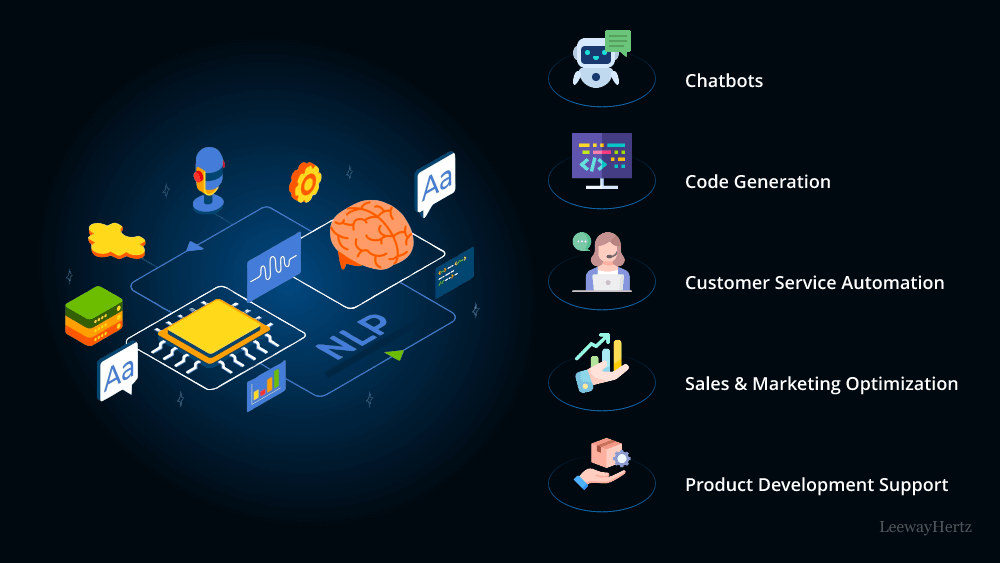 Aa
Aa
NLP
</>
Chatbots
Code Generation
Customer Service Automation
Sales & Marketing Optimization
Product Development Support
LeewayHertz